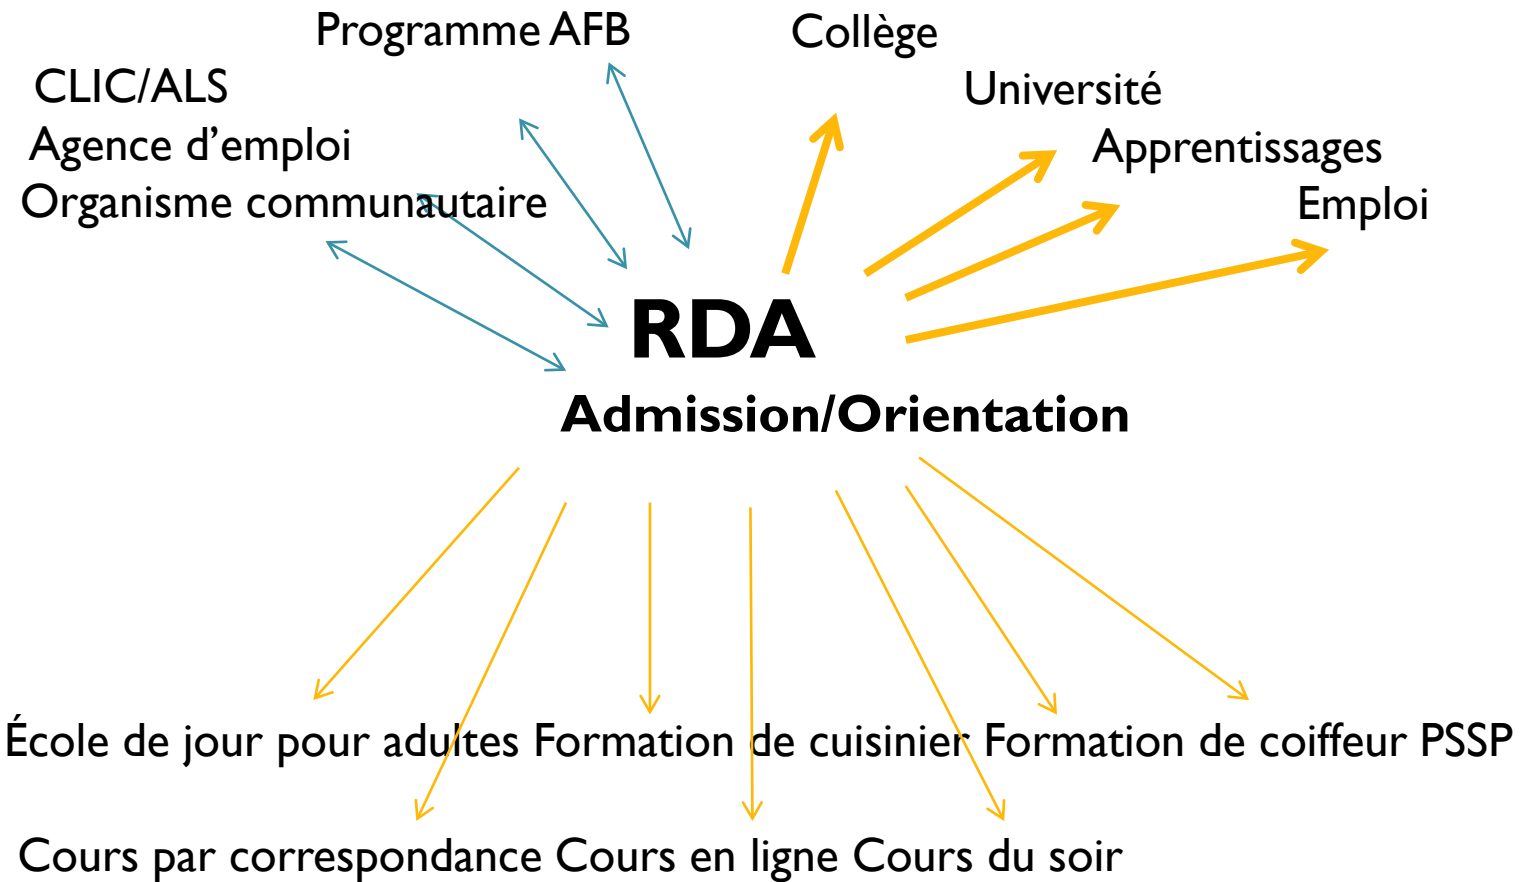 Programme AFB
Collège
CLIC/ALS
Université
Agence d’emploi
Apprentissages
Organisme communautaire
Emploi
RDA
Admission/Orientation
École de jour pour adultes Formation de cuisinier Formation de coiffeur PSSP
Cours par correspondance Cours en ligne Cours du soir